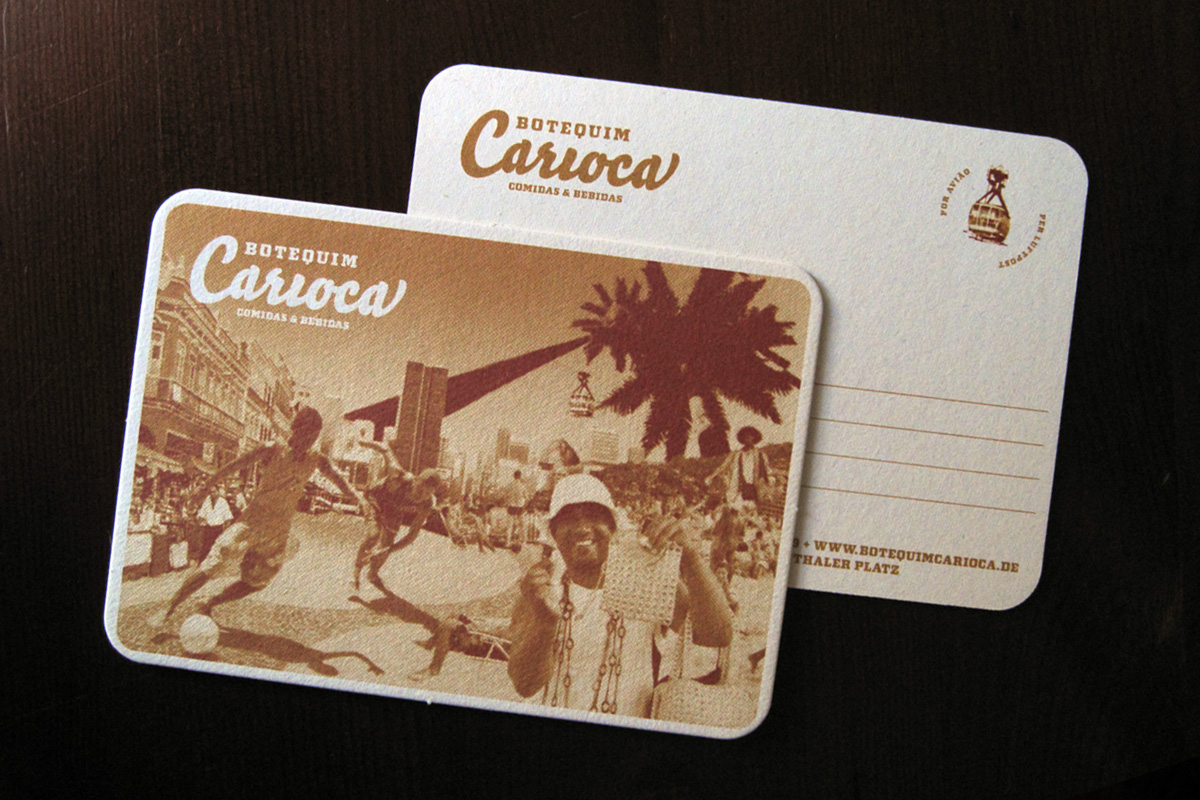 BOTEQUIM
Carioca
COMIDAS & BEBIDAS
POR AVIÃO
PER LUFTPOST
+ WWW.BOTEQUIMCARIOCA.DE
THALER PLATZ
BOTEQUIM
Carioca
COMIDAS & BEBIDAS